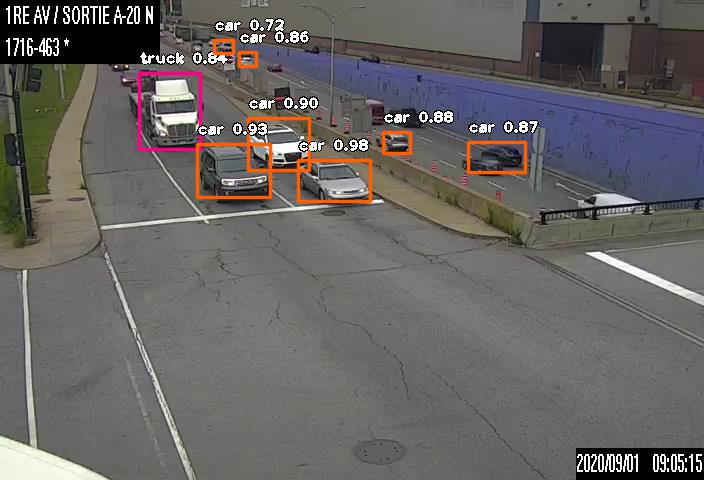 1RE AV / SORTIE A-20 N
1716-463 *
car 0.72
car 0.86
truck 0.84
car 0.90
car 0.88
car 0.93
car 0.87
car 0.98
2020/09/01 09:05:15